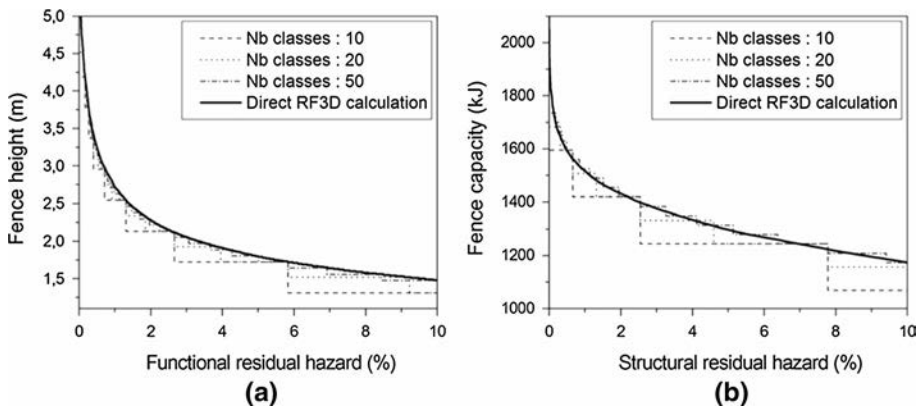 5,0
4,5
4,0
3,5
3,0
2,5
2,0
1,5
Fence height (m)
Nb classes : 10
Nb classes : 20
Nb classes : 50
Direct RF3D calculation
0 2 4 6 8 10
Functional residual hazard (%)
(a)
2000
1800
1600
1400
1200
1000
Fence capacity (kJ)
Nb classes : 10
Nb classes : 20
Nb classes : 50
Direct RF3D calculation
0 2 4 6 8 10
Structural residual hazard (%)
(b)